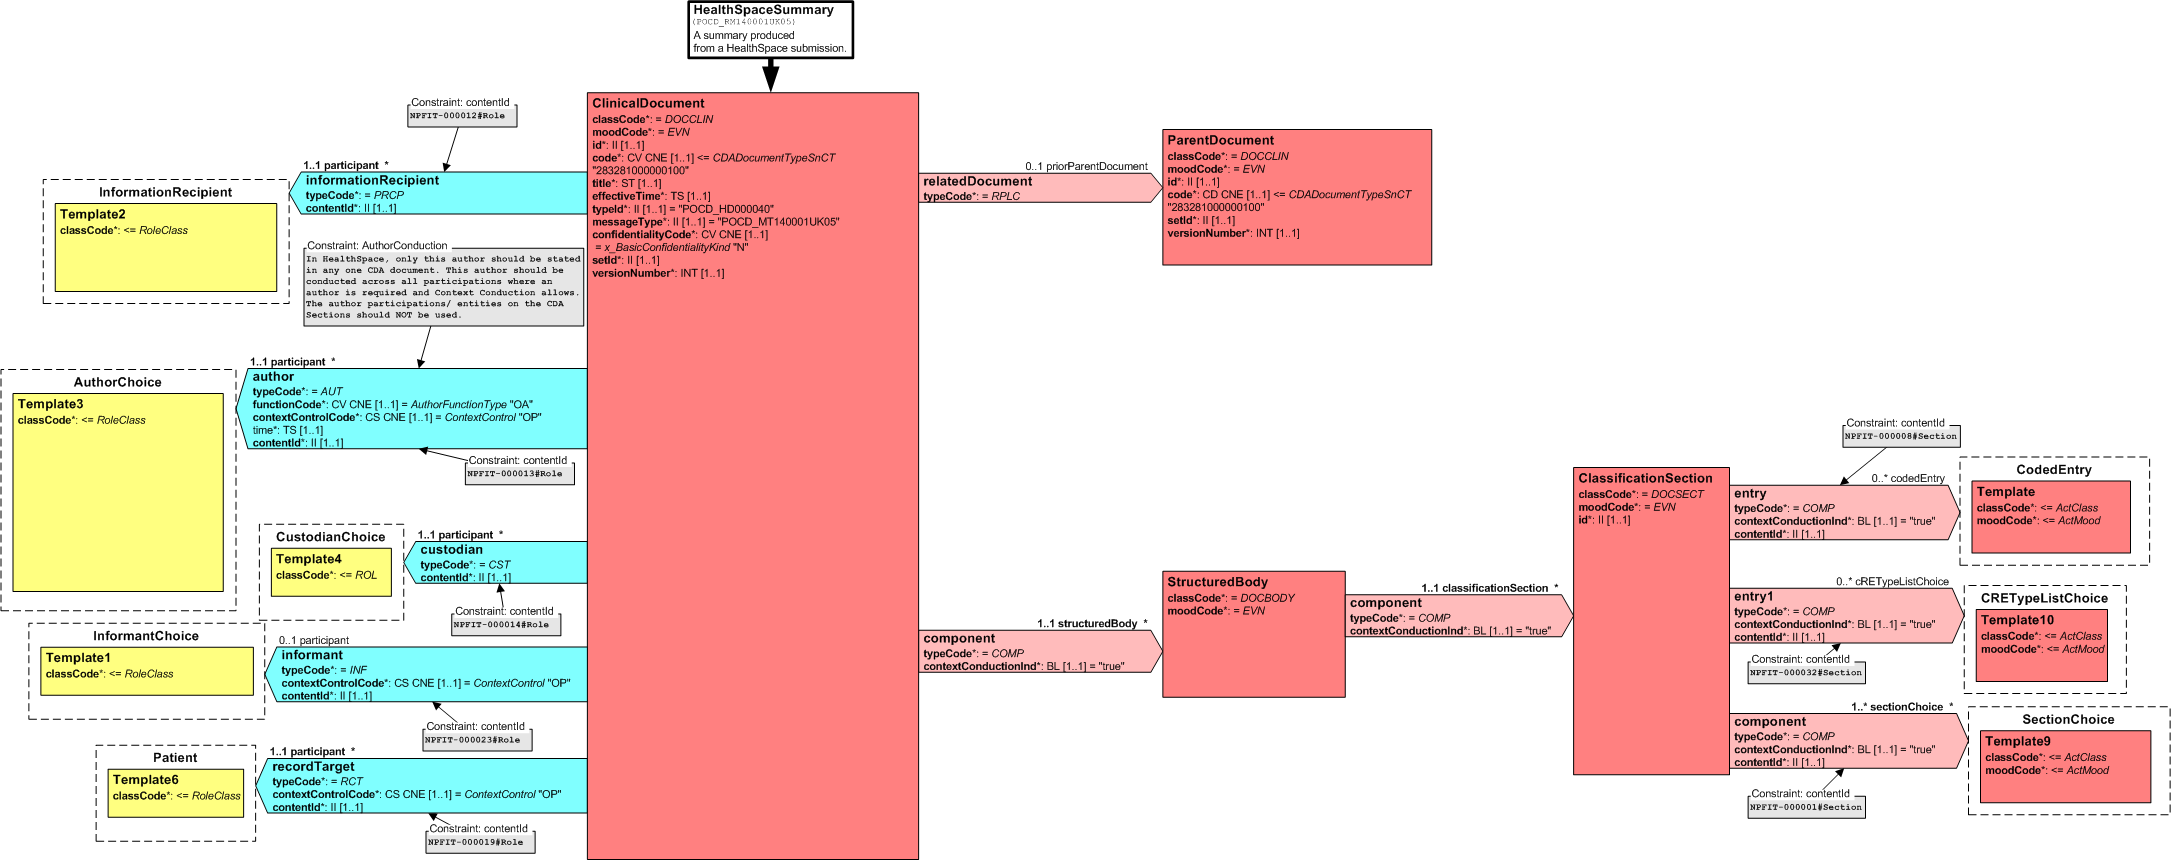 HealthSpaceSummary
(POCD_RM140001UK05)
A summary produced
from a HealthSpace submission.
ClinicalDocument
classCode*: = DOCCLIN
moodCode*: = EVN
id*: II [1..1]
code*: CV CNE [1..1] <= CDADocumentTypeSnCT
"283281000000100"
title*: ST [1..1]
effectiveTime*: TS [1..1]
typeId*: II [1..1] = "POCD_HD000040"
messageType*: II [1..1] = "POCD_MT140001UK05"
confidentialityCode*: CV CNE [1..1]
= x_BasicConfidentialityKind "N"
setId*: II [1..1]
versionNumber*: INT [1..1]
Constraint: contentId
NPFIT-000012#Role
1..1 participant *
informationRecipient
typeCode*: = PRCP
contentId*: II [1..1]
InformationRecipient
Template2
classCode*: <= RoleClass
Constraint: AuthorConduction
In HealthSpace, only this author should be stated
in any one CDA document. This author should be
conducted across all participations where an
author is required and Context Conduction allows.
The author participations/ entities on the CDA
Sections should NOT be used.
1..1 participant *
author
typeCode*: = AUT
functionCode*: CV CNE [1..1] = AuthorFunctionType "OA"
contextControlCode*: CS CNE [1..1] = ContextControl "OP"
time*: TS [1..1]
contentId*: II [1..1]
AuthorChoice
Template3
classCode*: <= RoleClass
Constraint: contentId
NPFIT-000013#Role
1..1 participant *
custodian
typeCode*: = CST
contentId*: II [1..1]
CustodianChoice
Template4
classCode*: <= ROL
Constraint: contentId
NPFIT-000014#Role
0..1 participant
informant
typeCode*: = INF
contextControlCode*: CS CNE [1..1] = ContextControl "OP"
contentId*: II [1..1]
InformantChoice
Template1
classCode*: <= RoleClass
Constraint: contentId
NPFIT-000023#Role
1..1 participant *
recordTarget
typeCode*: = RCT
contextControlCode*: CS CNE [1..1] = ContextControl "OP"
contentId*: II [1..1]
Patient
Template6
classCode*: <= RoleClass
Constraint: contentId
NPFIT-000019#Role
0..1 priorParentDocument
relatedDocument
typeCode*: = RPLC
ParentDocument
classCode*: = DOCCLIN
moodCode*: = EVN
id*: II [1..1]
code*: CD CNE [1..1] <= CDADocumentTypeSnCT
"283281000000100"
setId*: II [1..1]
versionNumber*: INT [1..1]
1..1 structuredBody *
component
typeCode*: = COMP
contextConductionInd*: BL [1..1] = "true"
StructuredBody
classCode*: = DOCBODY
moodCode*: = EVN
1..1 classificationSection *
component
typeCode*: = COMP
contextConductionInd*: BL [1..1] = "true"
ClassificationSection
classCode*: = DOCSECT
moodCode*: = EVN
id*: II [1..1]
Constraint: contentId
NPFIT-000008#Section
0..* codedEntry
entry
typeCode*: = COMP
contextConductionInd*: BL [1..1] = "true"
contentId*: II [1..1]
CodedEntry
Template
classCode*: <= ActClass
moodCode*: <= ActMood
0..* cRETypeListChoice
entry1
typeCode*: = COMP
contextConductionInd*: BL [1..1] = "true"
contentId*: II [1..1]
CRETypeListChoice
Template10
classCode*: <= ActClass
moodCode*: <= ActMood
Constraint: contentId
NPFIT-000032#Section
1..* sectionChoice *
component
typeCode*: = COMP
contextConductionInd*: BL [1..1] = "true"
contentId*: II [1..1]
SectionChoice
Template9
classCode*: <= ActClass
moodCode*: <= ActMood
Constraint: contentId
NPFIT-000001#Section